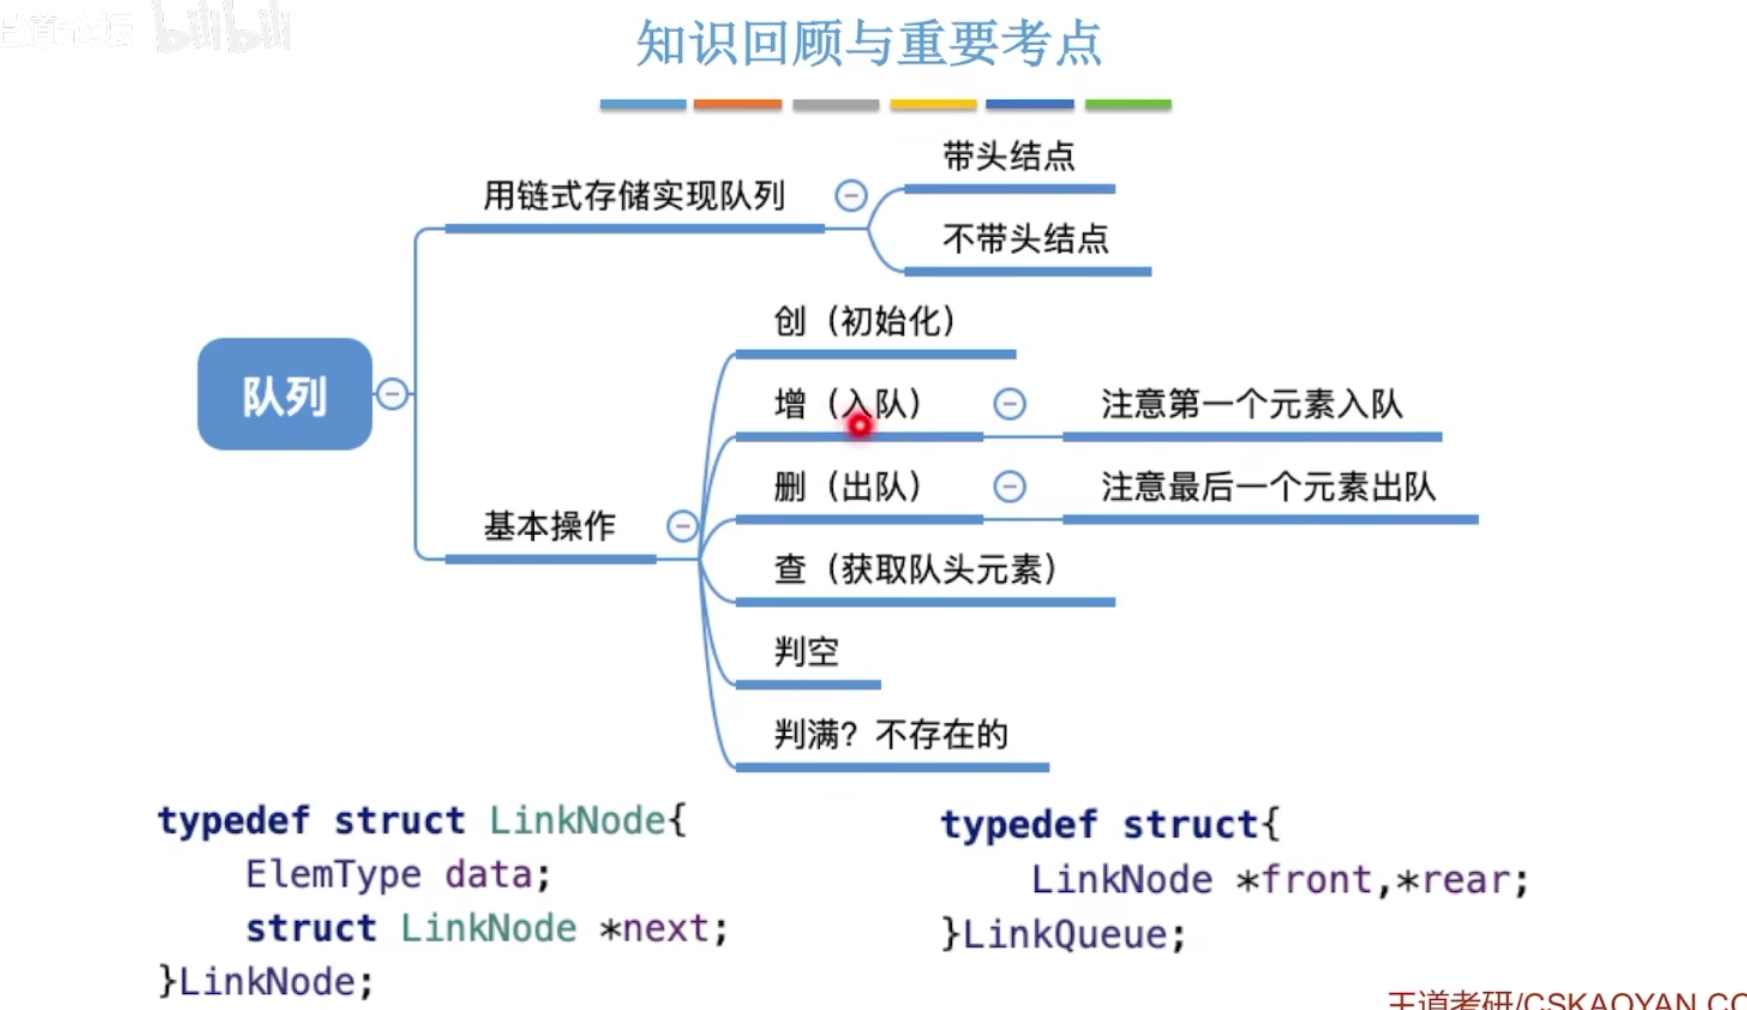 王道论坛 bilibili
知识回顾与重要考点
带头结点
用链式存储实现队列
不带头结点
创（初始化）
增（入队）
注意第一个元素入队
队列
删（出队）
注意最后一个元素出队
基本操作
查（获取队头元素）
判空
判满？不存在的
typedef struct LinkNode{
ElemType data;
struct LinkNode *next;
}LinkNode;
typedef struct{
LinkNode *front,*rear;
}LinkQueue;
王道考研/CSKAOYAN.CO